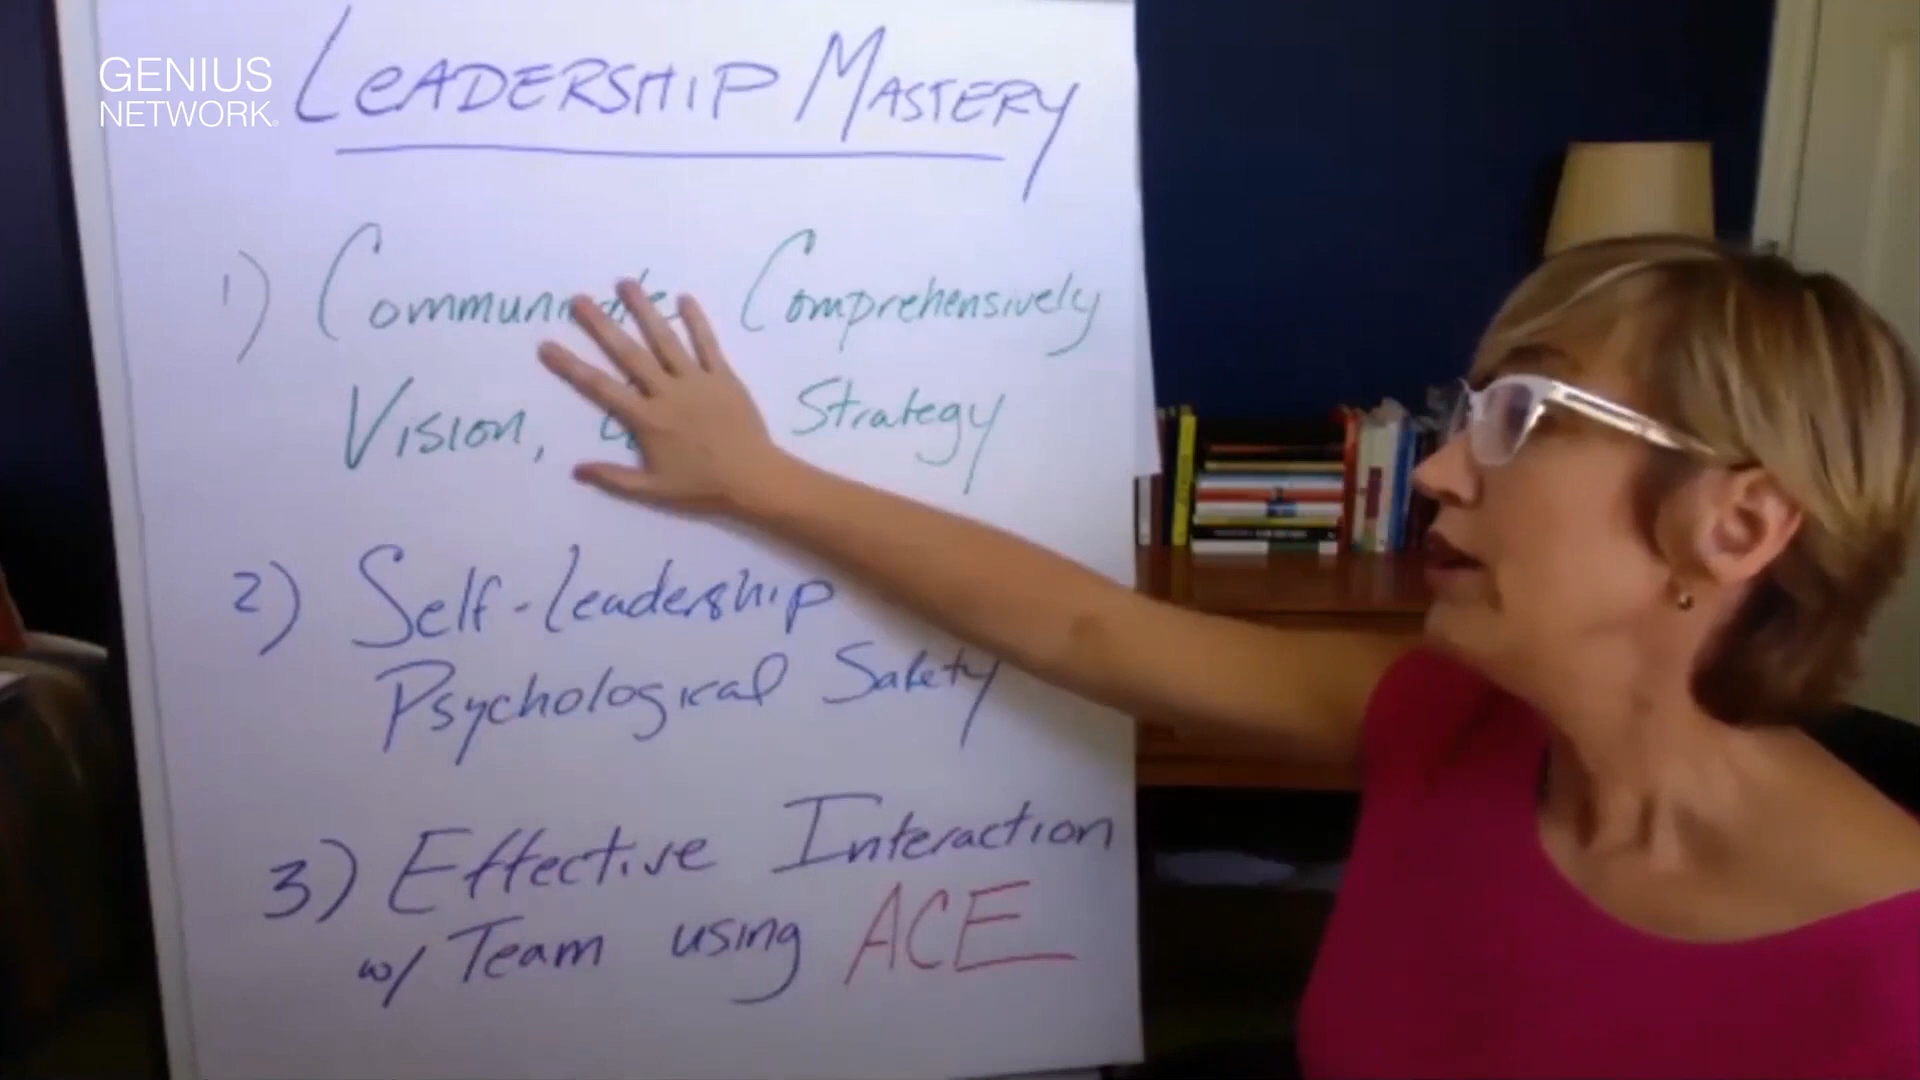 GENIUS
NETWORK®
LEADERSHIP MASTERY
1) Communicate Comprehensively
Vision, Strategy
2) Self-Leadership
Psychological Safety
3) Effective Interaction
w/ Team using ACE